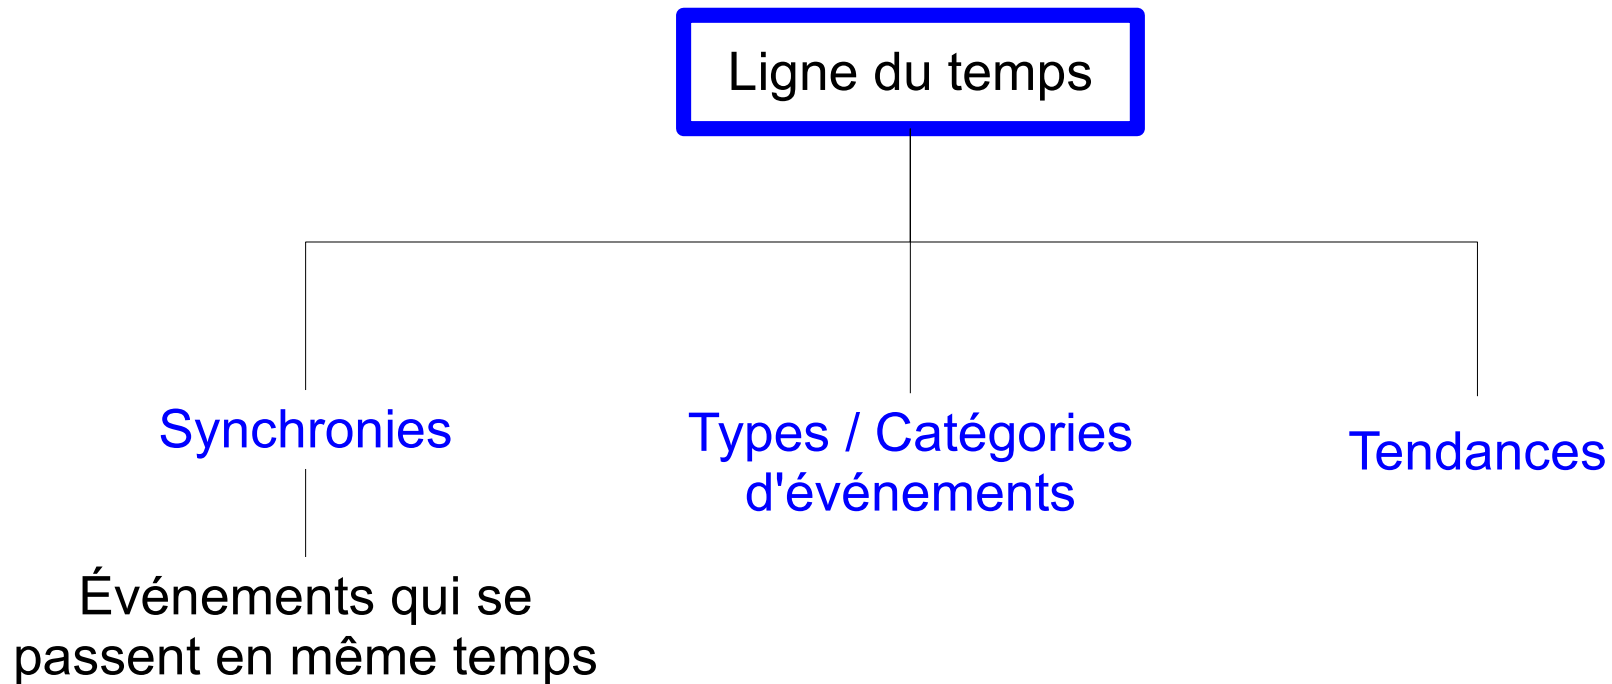 Ligne du temps
Synchronies
Types / Catégories
d'événements
Tendances
Événements qui se
passent en même temps